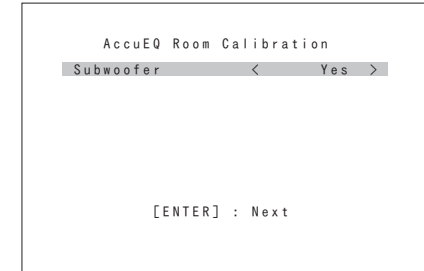 AccuEQ Room Calibration
Subwoofer < Yes >
[ENTER] : Next